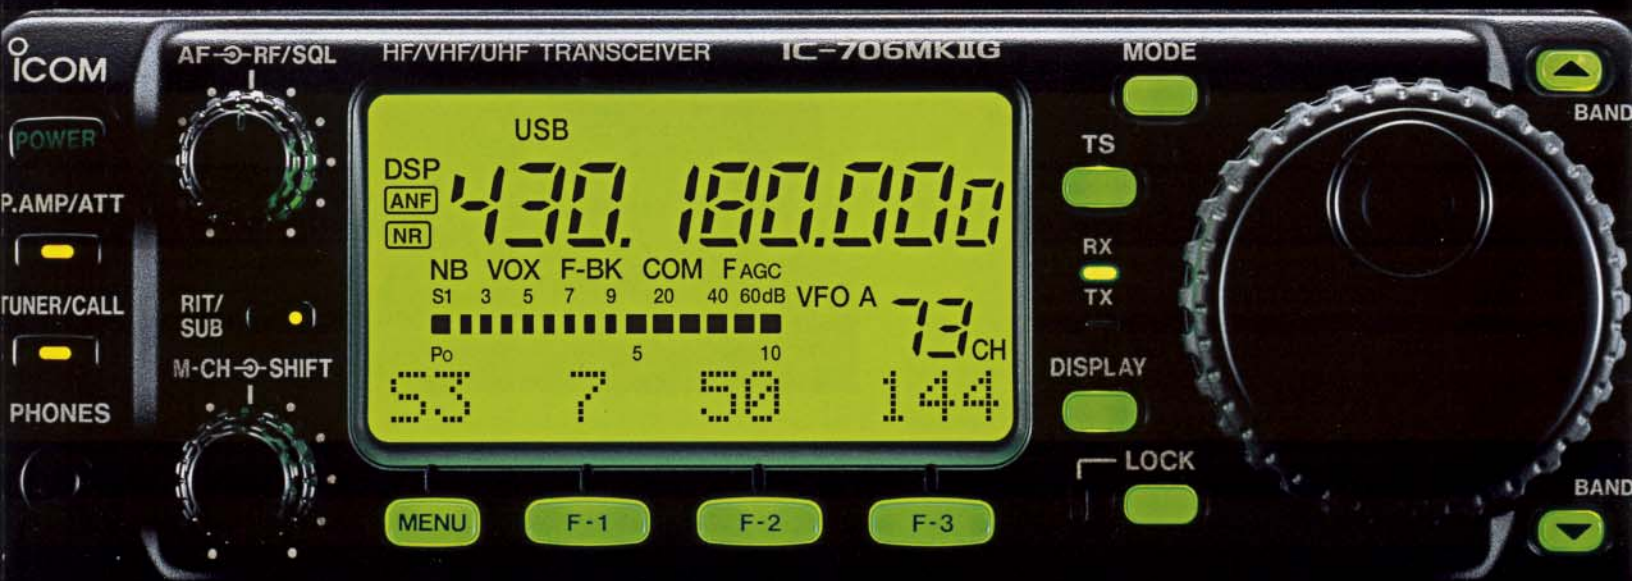 ICOM
AF RF/SQL
HF/VHF/UHF TRANSCEIVER
IC-706MKIIG
MODE
BAND
POWER
TS
P.AMP/ATT
TUNER/CALL
RIT/
SUB
M-CH SHIFT
PHONES
USB
DSP
ANF
NR
430.180.000
NB VOX F-BK COM F AGC
S1 3 5 7 9 20 40 60dB VFO A
73 CH
Po 5 10
S3 7 50 144
RX
TX
DISPLAY
LOCK
BAND
MENU F-1 F-2 F-3